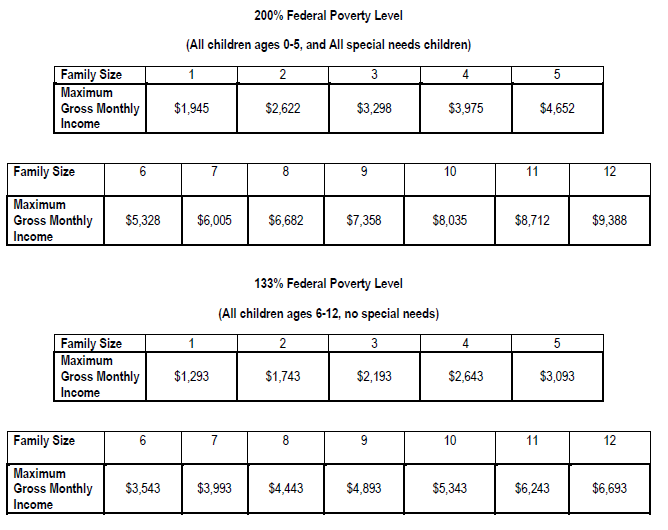 200% Federal Poverty Level
(All children ages 0-5, and All special needs children)
Family Size 1 2 3 4 5
Maximum
Gross Monthly $1,945 $2,622 $3,298 $3,975 $4,652
Income
Family Size 6 7 8 9 10 11 12
Maximum
Gross Monthly $5,328 $6,005 $6,682 $7,358 $8,035 $8,712 $9,388
Income
133% Federal Poverty Level
(All children ages 6-12, no special needs)
Family Size 1 2 3 4 5
Maximum
Gross Monthly $1,293 $1,743 $2,193 $2,643 $3,093
Income
Family Size 6 7 8 9 10 11 12
Maximum
Gross Monthly $3,543 $3,993 $4,443 $4,893 $5,343 $6,243 $6,693
Income